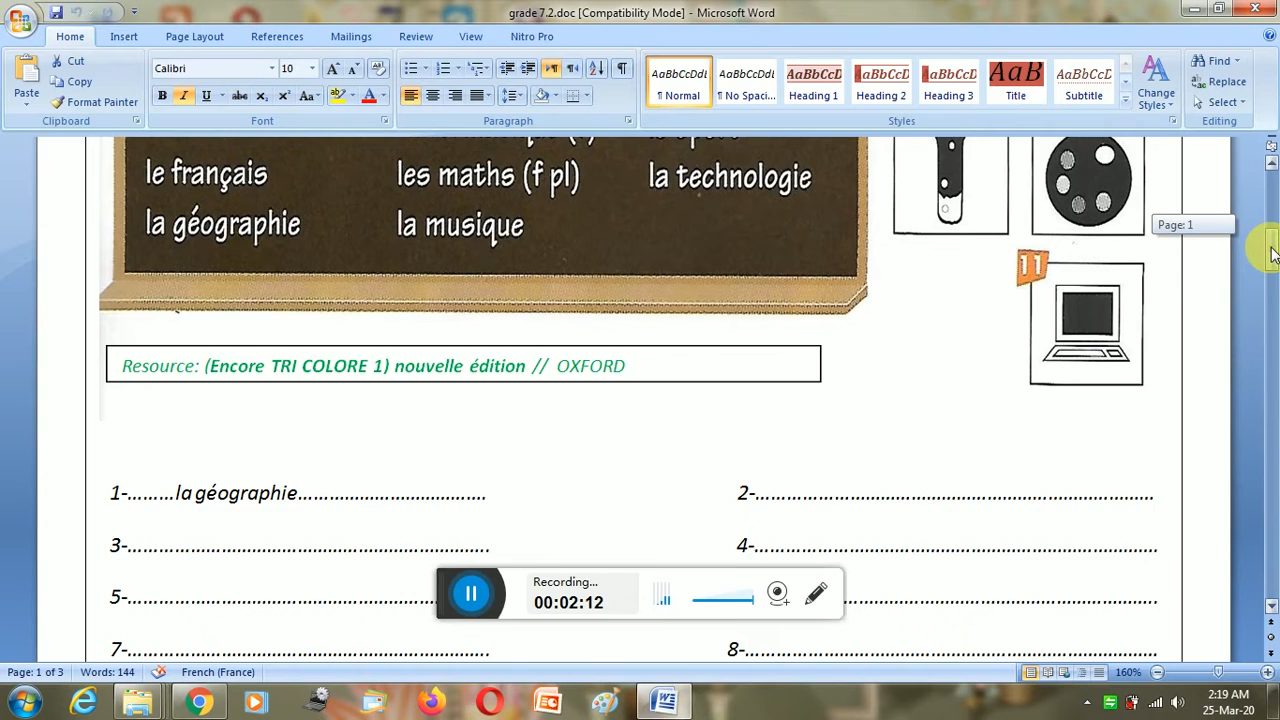 grade 7.2.doc [Compatibility Mode] - Microsoft Word
Home Insert Page Layout References Mailings Review View Nitro Pro
Paste
Cut
Copy
Format Painter
Calibri 10
AaBbCcDdI AaBbCcDdI AaBbCcD AaBbCcD AaBbCcD AaB AaBbCcDd
¶ Normal ¶ No Spaci... Heading 1 Heading 2 Heading 3 Title Subtitle
Change Styles
Find
Replace
Select
Clipboard Font Paragraph Styles Editing
le français les maths (f pl) la technologie
la géographie la musique
Page: 1
11
Resource: (Encore TRI COLORE 1) nouvelle édition // OXFORD
1-.........la géographie....................................
2-....................................................................
3-..............................................................
4-.....................................................................
5-.....................................................
7-..............................................................
8-.......................................................................
Recording...
00:02:12
Page: 1 of 3 Words: 144 French (France) 160%
2:19 AM
25-Mar-20